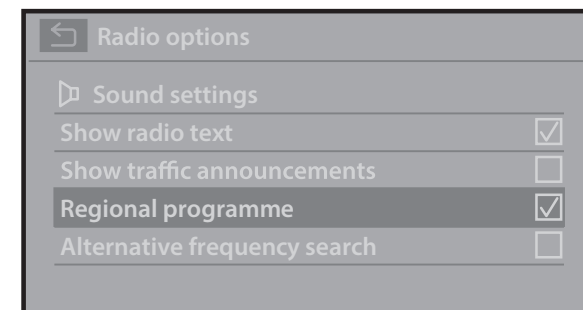 Radio options
Sound settings
Show radio text
Show traffic announcements
Regional programme
Alternative frequency search